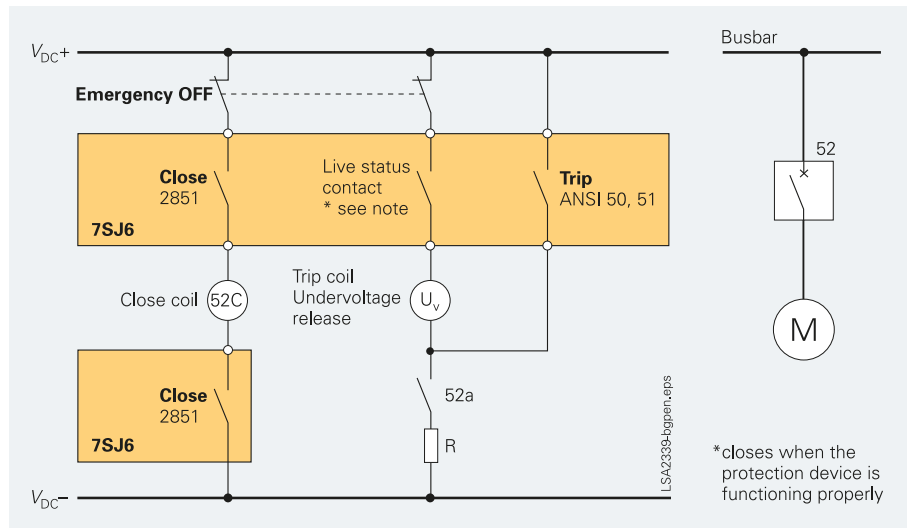 V_DC+
Busbar
Emergency OFF
52
Close
2851
Live status
contact
* see note
Trip
ANSI 50, 51
7SJ6
Close coil
52C
Trip coil
Undervoltage
release
U_v
M
Close
2851
7SJ6
52a
R
LSA2339-bgpen.eps
*closes when the
protection device is
functioning properly
V_DC−